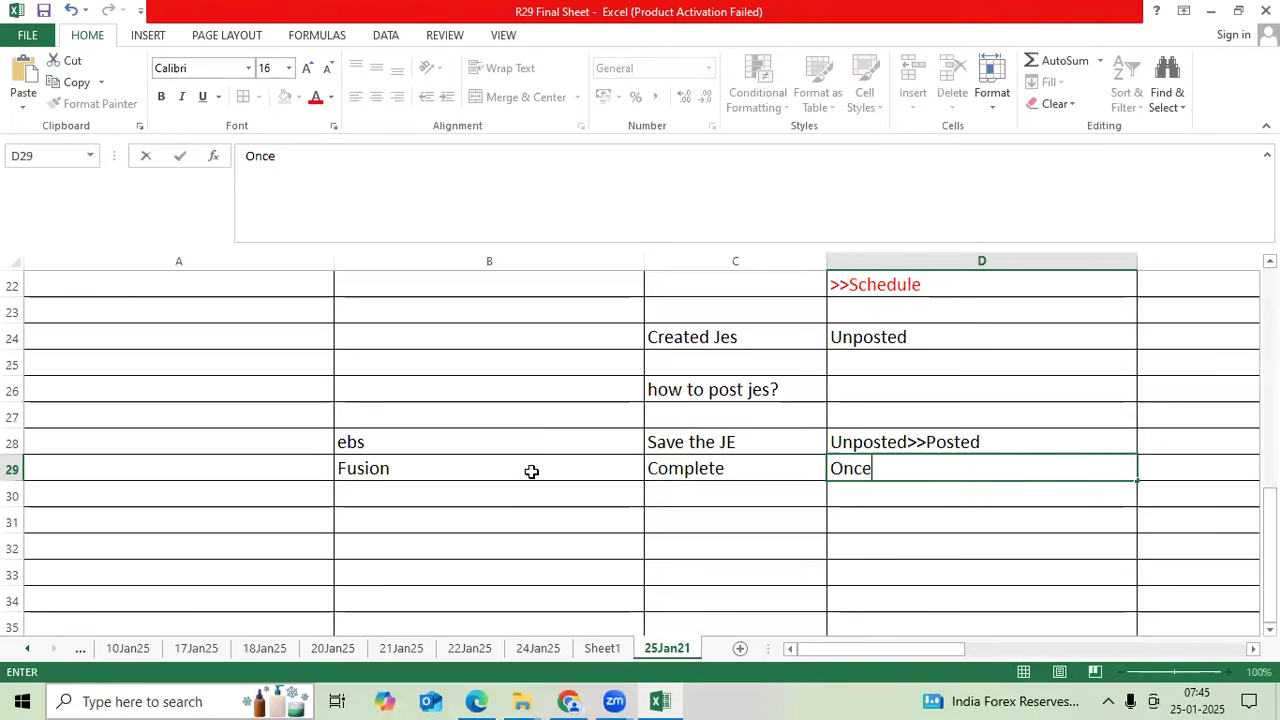 R29 Final Sheet - Excel (Product Activation Failed)
?
FILE HOME INSERT PAGE LAYOUT FORMULAS DATA REVIEW VIEW Sign in
Paste
Cut
Copy
Format Painter
Clipboard
Calibri 16
B I U
Font
Wrap Text
Merge & Center
Alignment
General
%
Number
Conditional Formatting
Format as Table
Cell Styles
Styles
Insert Delete Format
Cells
AutoSum
Fill
Clear
Sort & Filter
Find & Select
Editing
D29 fx Once
A B C D
22 >>Schedule
23
24 Created Jes Unposted
25
26 how to post jes?
27
28 ebs Save the JE Unposted>>Posted
29 Fusion Complete Once
30
31
32
33
34
35
... 10Jan25 17Jan25 18Jan25 20Jan25 21Jan25 22Jan25 24Jan25 Sheet1 25Jan21
ENTER 100%
Type here to search
zm
India Forex Reserves...
07:45
25-01-2025